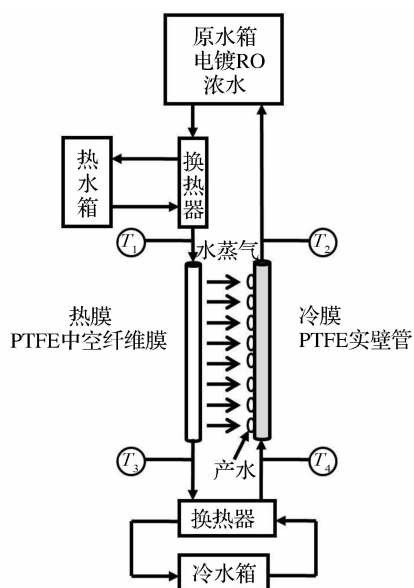 原水箱
电镀RO
浓水
热水箱
换热器
T₁
水蒸气
T₂
热膜
PTFE中空纤维膜
冷膜
PTFE实壁管
T₃
产水
T₄
换热器
冷水箱